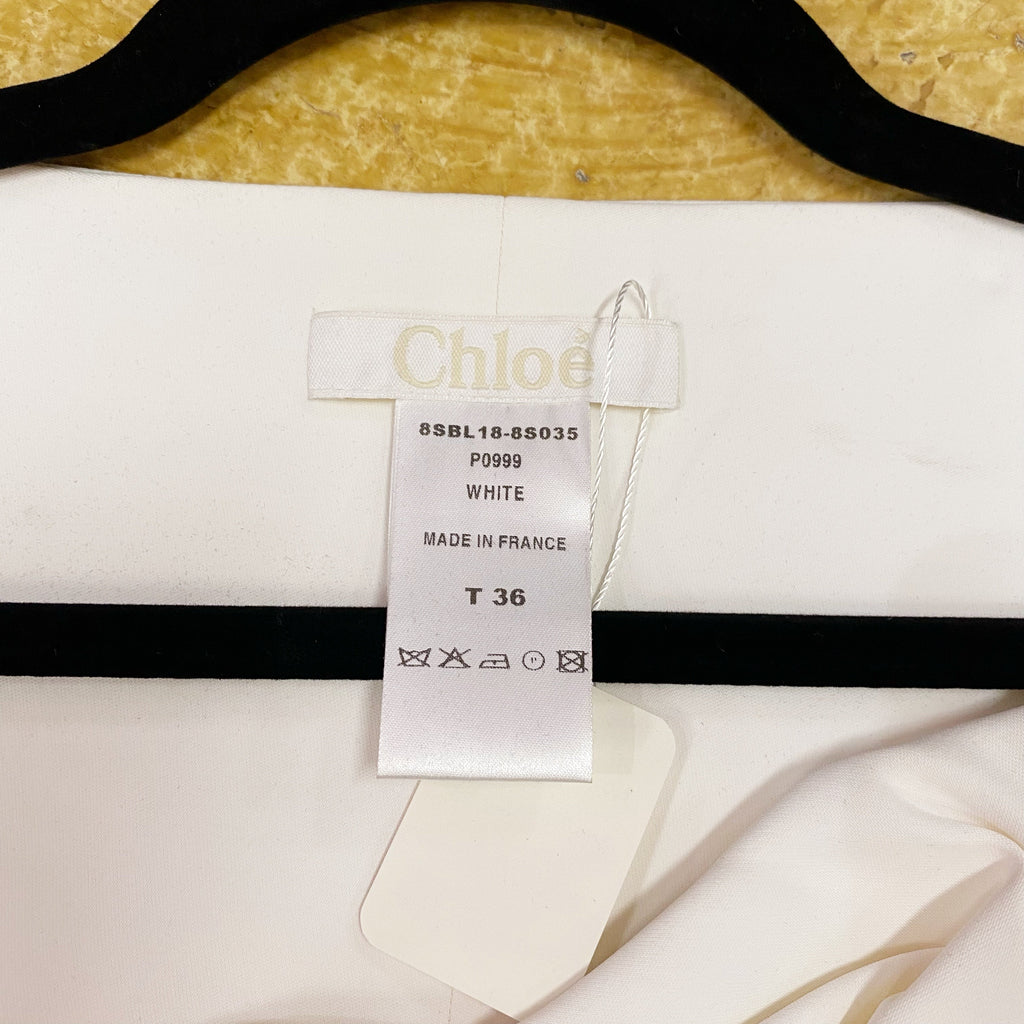 Chloé
8SBL18-8S035
P0999
WHITE
MADE IN FRANCE
T 36